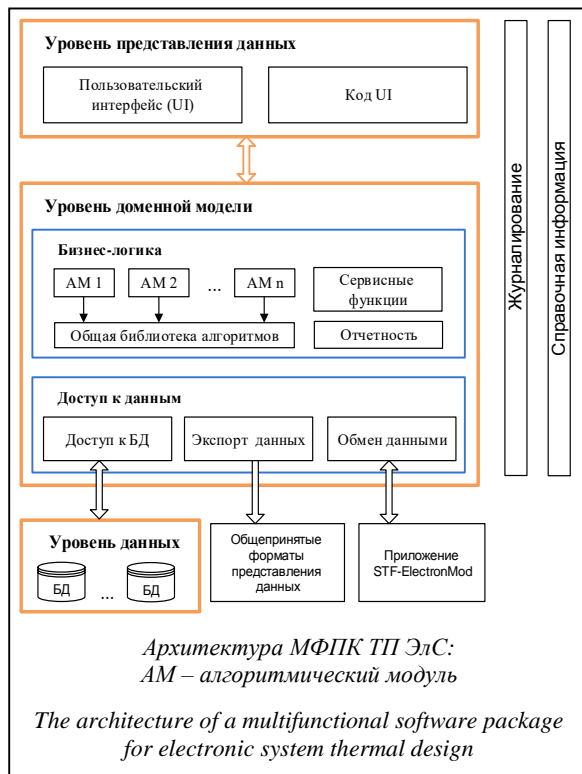 Уровень представления данных
Пользовательский
интерфейс (UI)
Код UI
Уровень доменной модели
Бизнес-логика
АМ 1
АМ 2
...
АМ n
Сервисные
функции
Общая библиотека алгоритмов
Отчетность
Доступ к данным
Доступ к БД
Экспорт данных
Обмен данными
Уровень данных
БД
...
БД
Общепринятые
форматы
представления
данных
Приложение
STF-ElectronMod
Журналирование
Справочная информация
Архитектура МФПК ТП ЭлС:
АМ – алгоритмический модуль
The architecture of a multifunctional software package
for electronic system thermal design